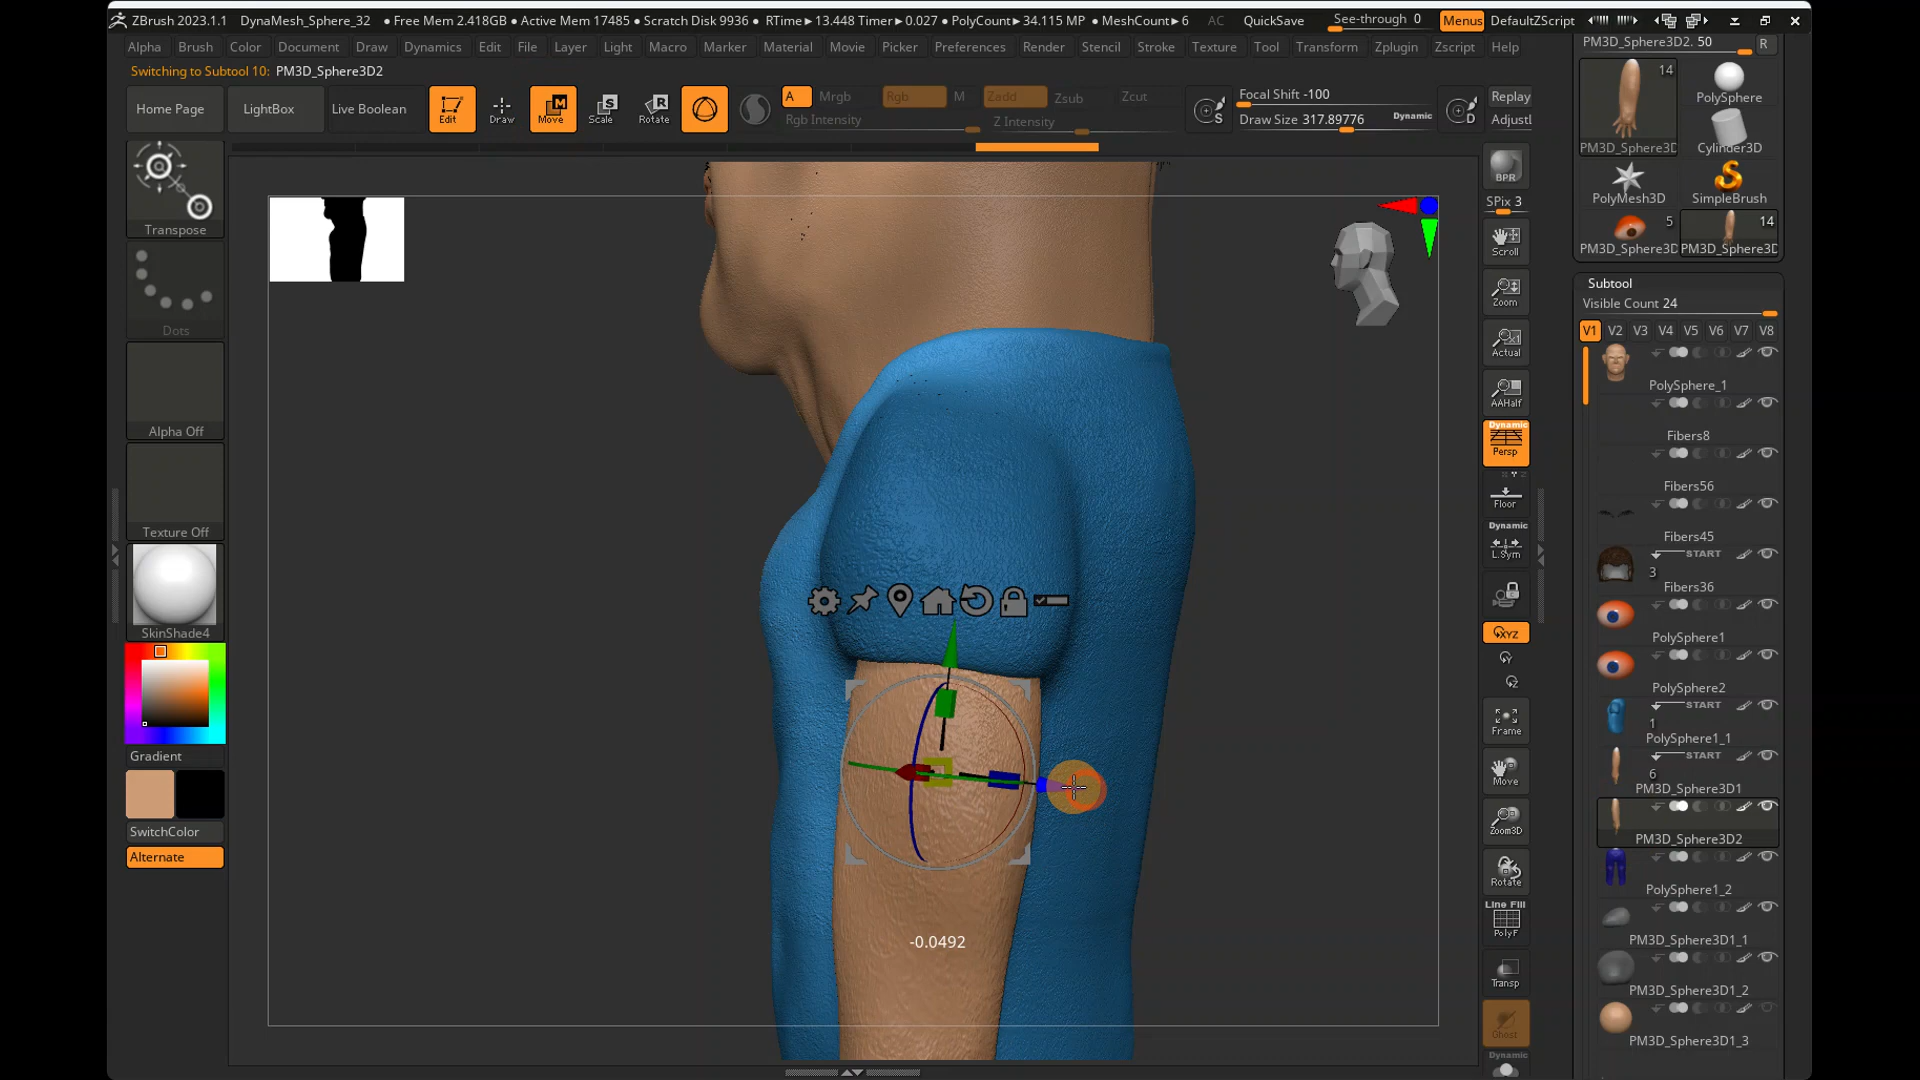 ZBrush 2023.1.1 DynaMesh_Sphere_32 ● Free Mem 2.418GB ● Active Mem 17485 ● Scratch Disk 9936 ● RTime►13.448 Timer►0.027 ● PolyCount►34.115 MP ● MeshCount►6 AC QuickSave See-through 0 Menus DefaultZScript
Alpha Brush Color Document Draw Dynamics Edit File Layer Light Macro Marker Material Movie Picker Preferences Render Stencil Stroke Texture Tool Transform Zplugin Zscript Help
Switching to Subtool 10: PM3D_Sphere3D2
Home Page LightBox Live Boolean Edit Draw Move Scale Rotate
A Mrgb Rgb M Zadd Zsub Zcut
Rgb Intensity Z Intensity
Focal Shift -100
Draw Size 317.89776 Dynamic
Replay
AdjustL
Transpose
Dots
Alpha Off
Texture Off
SkinShade4
Gradient
SwitchColor
Alternate
-0.0492
BPR
SPix 3
Scroll
Zoom
Actual
AAHalf
Dynamic
Persp
Floor
Dynamic
L.Sym
XYZ
Y
Z
Frame
Move
Zoom3D
Rotate
Line Fill
PolyF
Transp
Ghost
Dynamic
PM3D_Sphere3D2. 50 R
14
PM3D_Sphere3D
PolySphere
Cylinder3D
PolyMesh3D SimpleBrush
5 14
PM3D_Sphere3D PM3D_Sphere3D
Subtool
Visible Count 24
V1 V2 V3 V4 V5 V6 V7 V8
PolySphere_1
Fibers8
Fibers56
Fibers45
START
3
Fibers36
PolySphere1
PolySphere2
START
1
PolySphere1_1
START
6
PM3D_Sphere3D1
PM3D_Sphere3D2
PolySphere1_2
PM3D_Sphere3D1_1
PM3D_Sphere3D1_2
PM3D_Sphere3D1_3